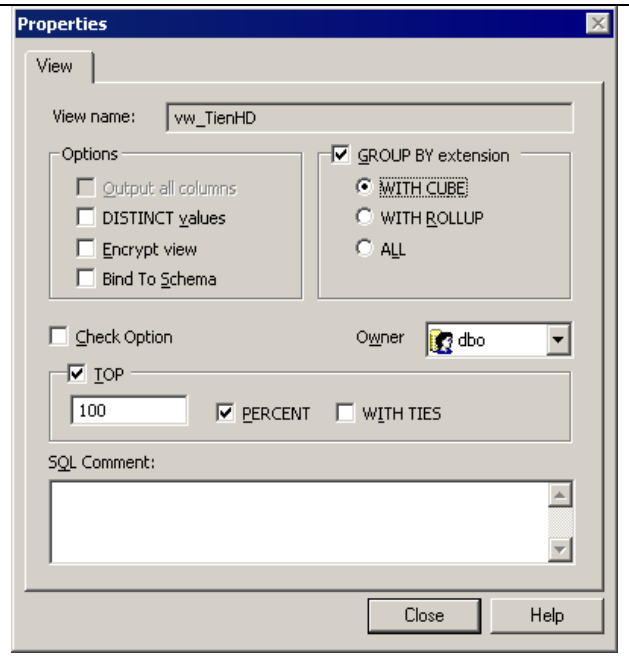 Properties
View
View name: vw_TienHD
Options
Output all columns
DISTINCT values
Encrypt view
Bind To Schema
GROUP BY extension
WITH CUBE
WITH ROLLUP
ALL
Check Option
Owner dbo
TOP
100 PERCENT WITH TIES
SQL Comment:
Close Help